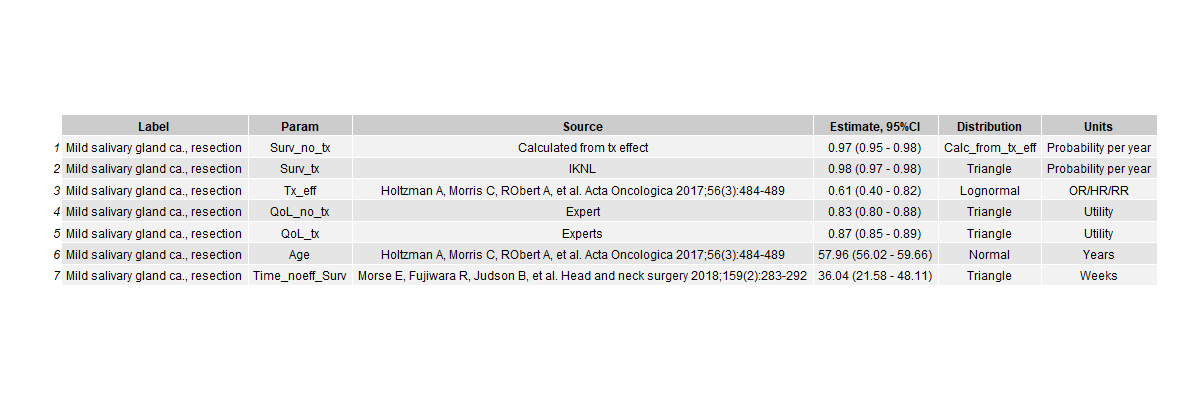 Label Param Source Estimate, 95%CI Distribution Units
1 Mild salivary gland ca., resection Surv_no_tx Calculated from tx effect 0.97 (0.95 - 0.98) Calc_from_tx_eff Probability per year
2 Mild salivary gland ca., resection Surv_tx IKNL 0.98 (0.97 - 0.98) Triangle Probability per year
3 Mild salivary gland ca., resection Tx_eff Holtzman A, Morris C, RObert A, et al. Acta Oncologica 2017;56(3):484-489 0.61 (0.40 - 0.82) Lognormal OR/HR/RR
4 Mild salivary gland ca., resection QoL_no_tx Expert 0.83 (0.80 - 0.88) Triangle Utility
5 Mild salivary gland ca., resection QoL_tx Experts 0.87 (0.85 - 0.89) Triangle Utility
6 Mild salivary gland ca., resection Age Holtzman A, Morris C, RObert A, et al. Acta Oncologica 2017;56(3):484-489 57.96 (56.02 - 59.66) Normal Years
7 Mild salivary gland ca., resection Time_noeff_Surv Morse E, Fujiwara R, Judson B, et al. Head and neck surgery 2018;159(2):283-292 36.04 (21.58 - 48.11) Triangle Weeks